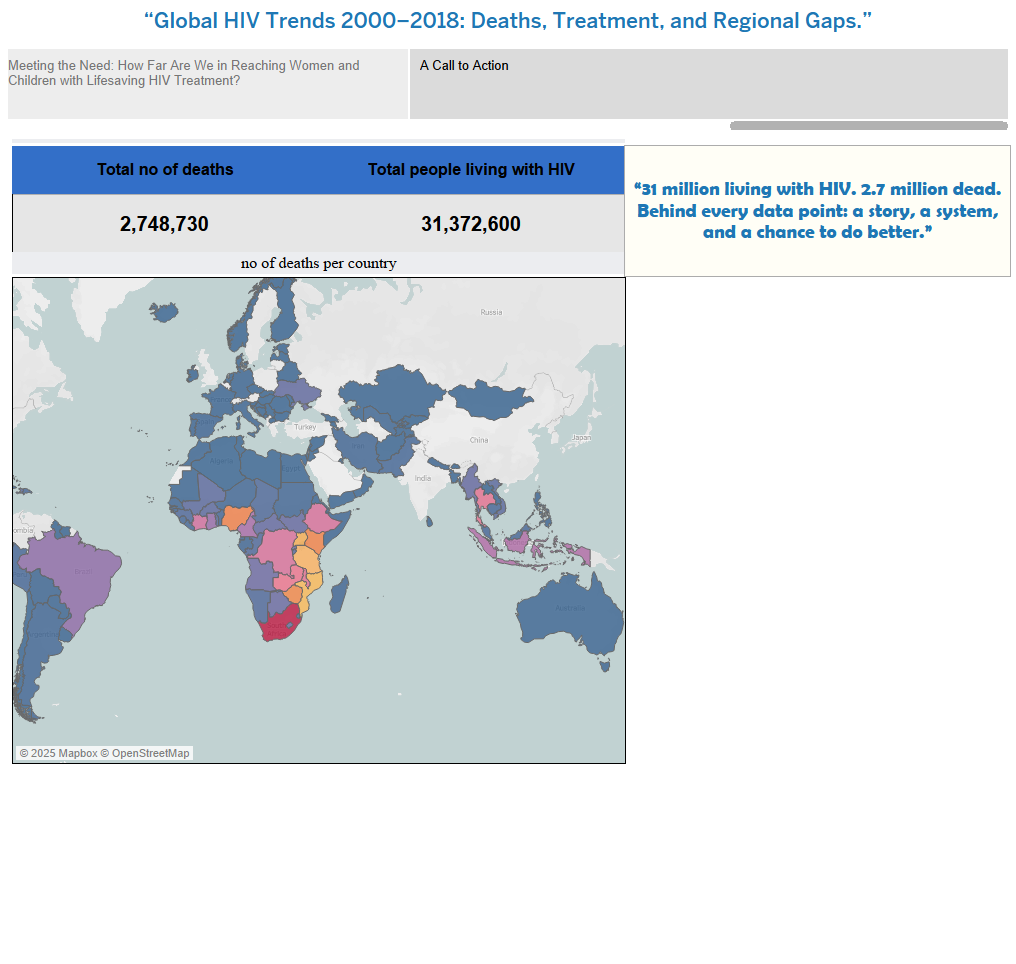 “Global HIV Trends 2000–2018: Deaths, Treatment, and Regional Gaps.”
Meeting the Need: How Far Are We in Reaching Women and
Children with Lifesaving HIV Treatment?
A Call to Action
Total no of deaths
Total people living with HIV
2,748,730
31,372,600
“31 million living with HIV. 2.7 million dead.
Behind every data point: a story, a system,
and a chance to do better.”
no of deaths per country
Russia
Turkey
China
Japan
India
Algeria
Brazil
Argentina
Australia
© 2025 Mapbox © OpenStreetMap